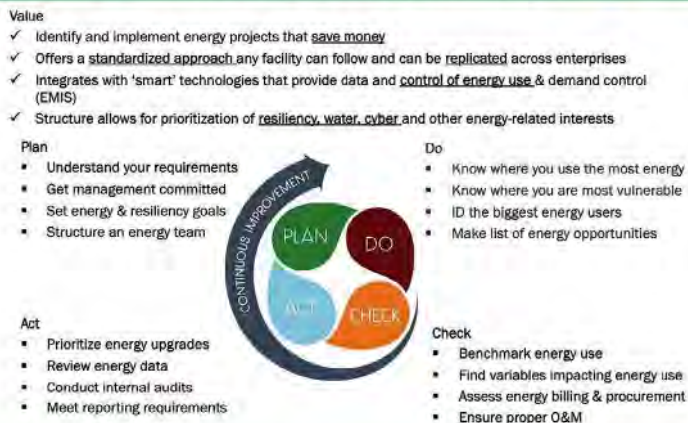 Value
✓ Identify and implement energy projects that save money
✓ Offers a standardized approach any facility can follow and can be replicated across enterprises
✓ Integrates with 'smart' technologies that provide data and control of energy use & demand control
(EMIS)
✓ Structure allows for prioritization of resiliency, water, cyber and other energy-related interests
Plan
▪ Understand your requirements
▪ Get management committed
▪ Set energy & resiliency goals
▪ Structure an energy team
Do
▪ Know where you use the most energy
▪ Know where you are most vulnerable
▪ ID the biggest energy users
▪ Make list of energy opportunities
CONTINUOUS IMPROVEMENT
PLAN
DO
ACT
CHECK
Act
▪ Prioritize energy upgrades
▪ Review energy data
▪ Conduct internal audits
▪ Meet reporting requirements
Check
▪ Benchmark energy use
▪ Find variables impacting energy use
▪ Assess energy billing & procurement
▪ Ensure proper O&M